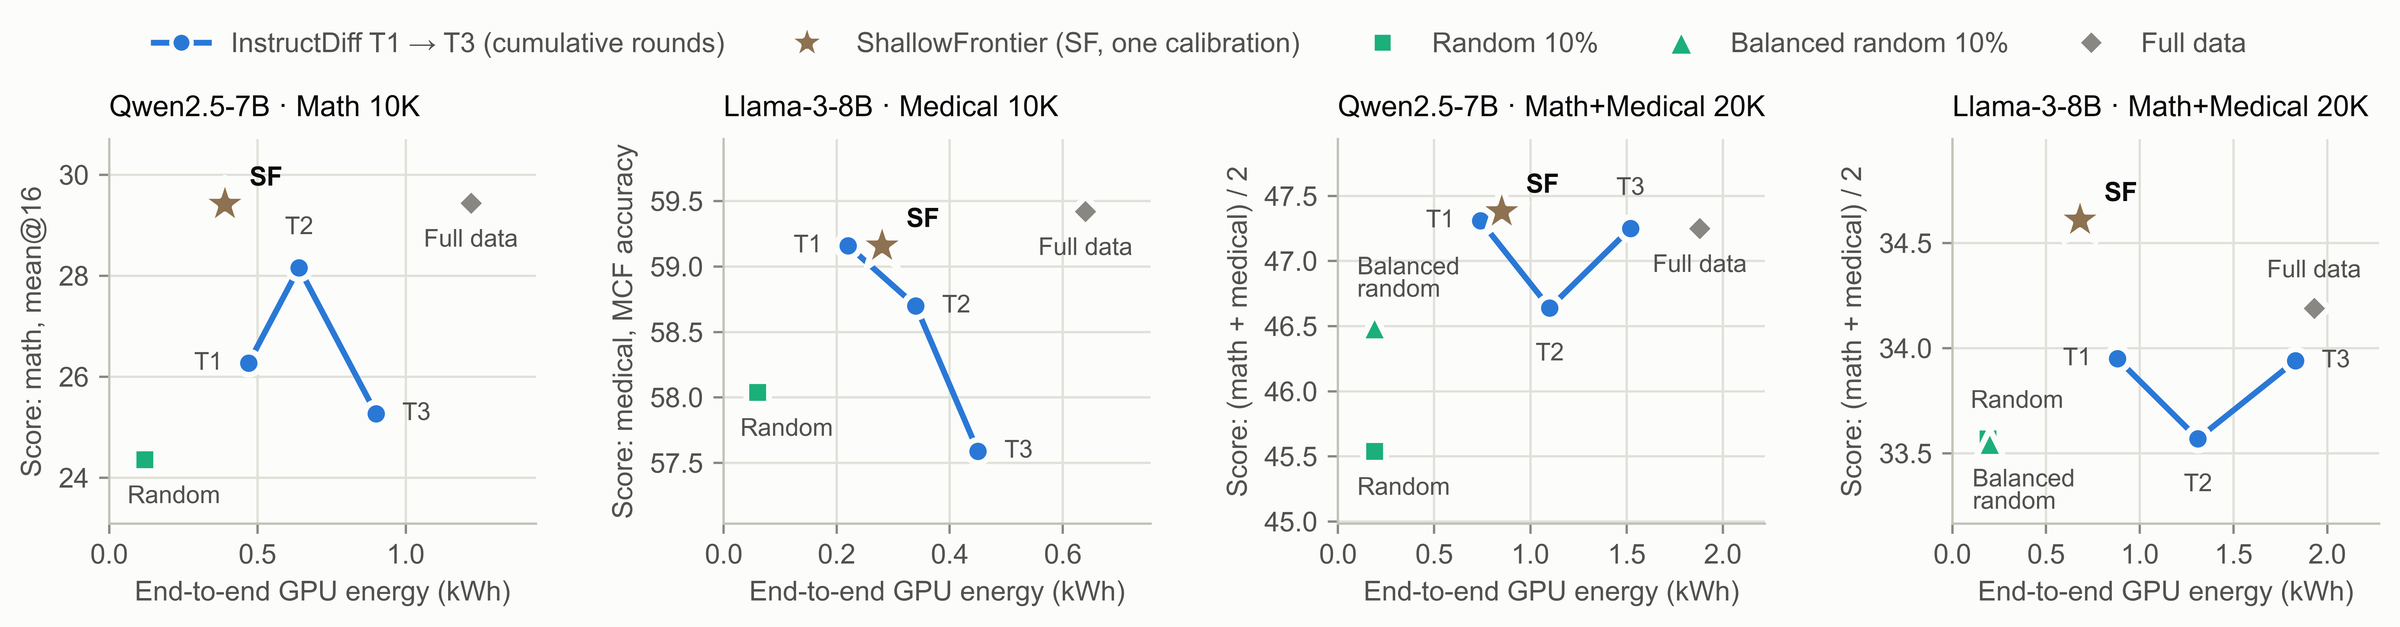 InstructDiff T1 → T3 (cumulative rounds)
ShallowFrontier (SF, one calibration)
Random 10%
Balanced random 10%
Full data
Qwen2.5-7B · Math 10K
Score: math, mean@16
30
28
26
24
SF
T2
Full data
T1
T3
Random
0.0
0.5
1.0
End-to-end GPU energy (kWh)
Llama-3-8B · Medical 10K
Score: medical, MCF accuracy
59.5
59.0
58.5
58.0
57.5
SF
T1
Full data
T2
Random
T3
0.0
0.2
0.4
0.6
End-to-end GPU energy (kWh)
Qwen2.5-7B · Math+Medical 20K
Score: (math + medical) / 2
47.5
47.0
46.5
46.0
45.5
45.0
SF
T3
T1
Full data
Balanced
random
T2
Random
0.0
0.5
1.0
1.5
2.0
End-to-end GPU energy (kWh)
Llama-3-8B · Math+Medical 20K
Score: (math + medical) / 2
34.5
34.0
33.5
SF
Full data
T1
T3
Random
Balanced
random
T2
0.0
0.5
1.0
1.5
2.0
End-to-end GPU energy (kWh)